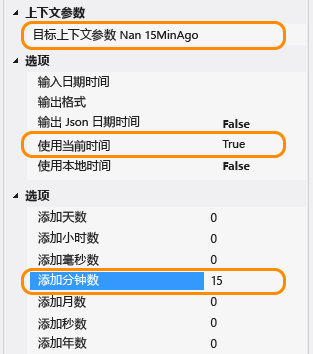 上下文参数
目标上下文参数 Nan 15MinAgo
选项
输入日期时间
输出格式
输出 Json 日期时间 False
使用当前时间 True
使用本地时间 False
选项
添加天数 0
添加小时数 0
添加毫秒数 0
添加分钟数 15
添加月数 0
添加秒数 0
添加年数 0